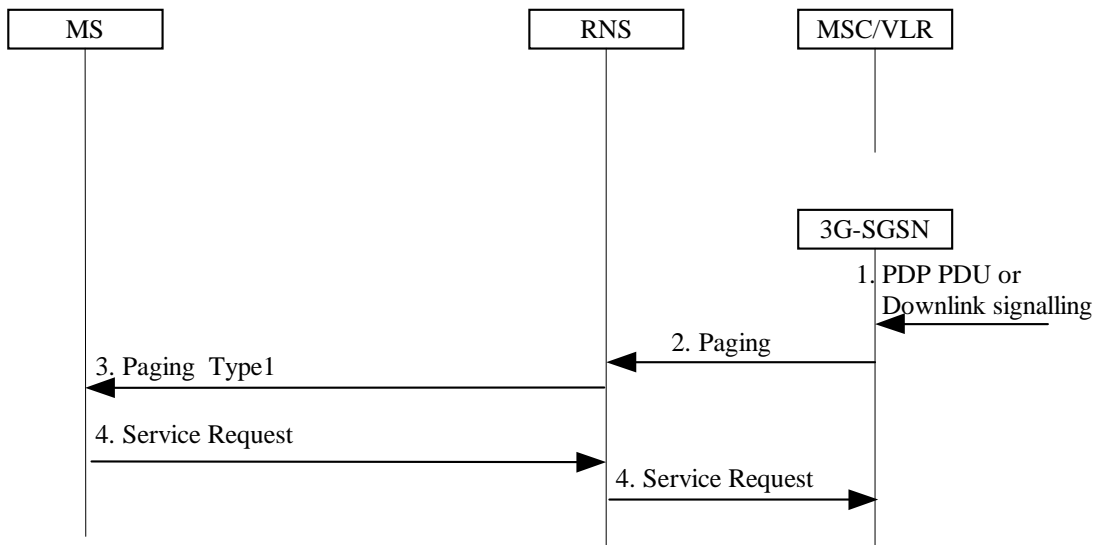 MS
RNS
MSC/VLR
3G-SGSN
1. PDP PDU or
Downlink signalling
2. Paging
3. Paging Type1
4. Service Request
4. Service Request